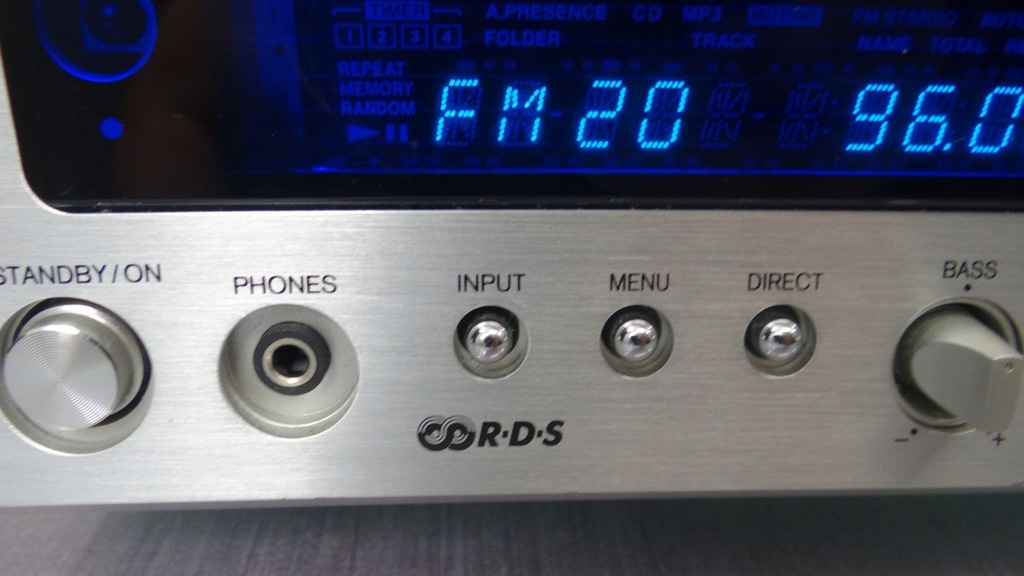 TIMER A.PRESENCE CD MP3 FM STEREO AUTO
1 2 3 4 FOLDER TRACK NAME TOTAL
REPEAT
MEMORY
RANDOM
FM 20 96.0
STANDBY/ON PHONES INPUT MENU DIRECT BASS
- +
R·D·S